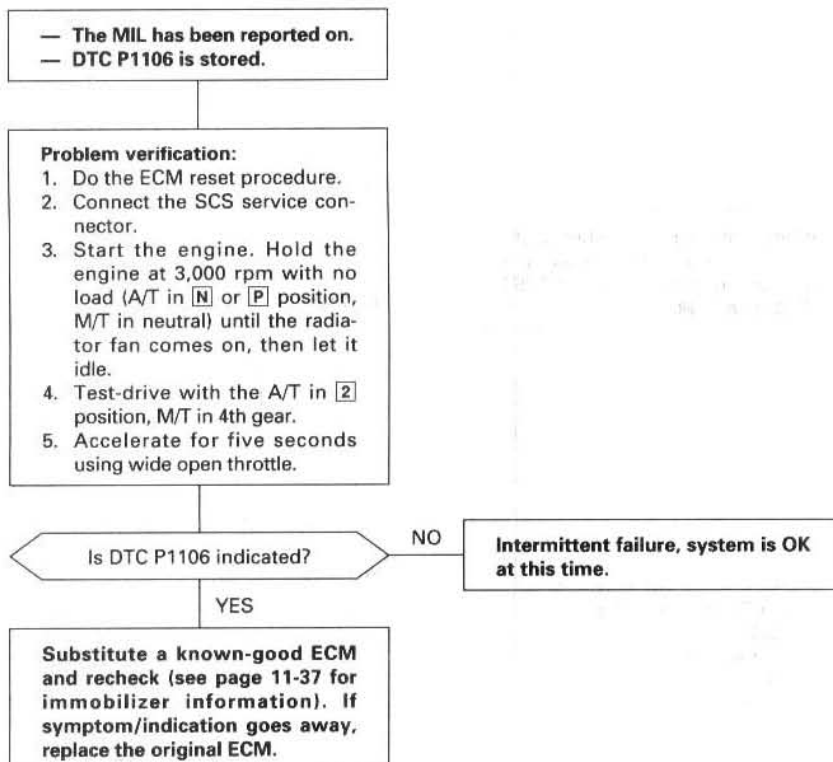 — The MIL has been reported on.
— DTC P1106 is stored.
Problem verification:
1. Do the ECM reset procedure.
2. Connect the SCS service con-
nector.
3. Start the engine. Hold the
engine at 3,000 rpm with no
load (A/T in N or P position,
M/T in neutral) until the radia-
tor fan comes on, then let it
idle.
4. Test-drive with the A/T in 2
position, M/T in 4th gear.
5. Accelerate for five seconds
using wide open throttle.
Is DTC P1106 indicated?
NO
Intermittent failure, system is OK
at this time.
YES
Substitute a known-good ECM
and recheck (see page 11-37 for
immobilizer information). If
symptom/indication goes away,
replace the original ECM.